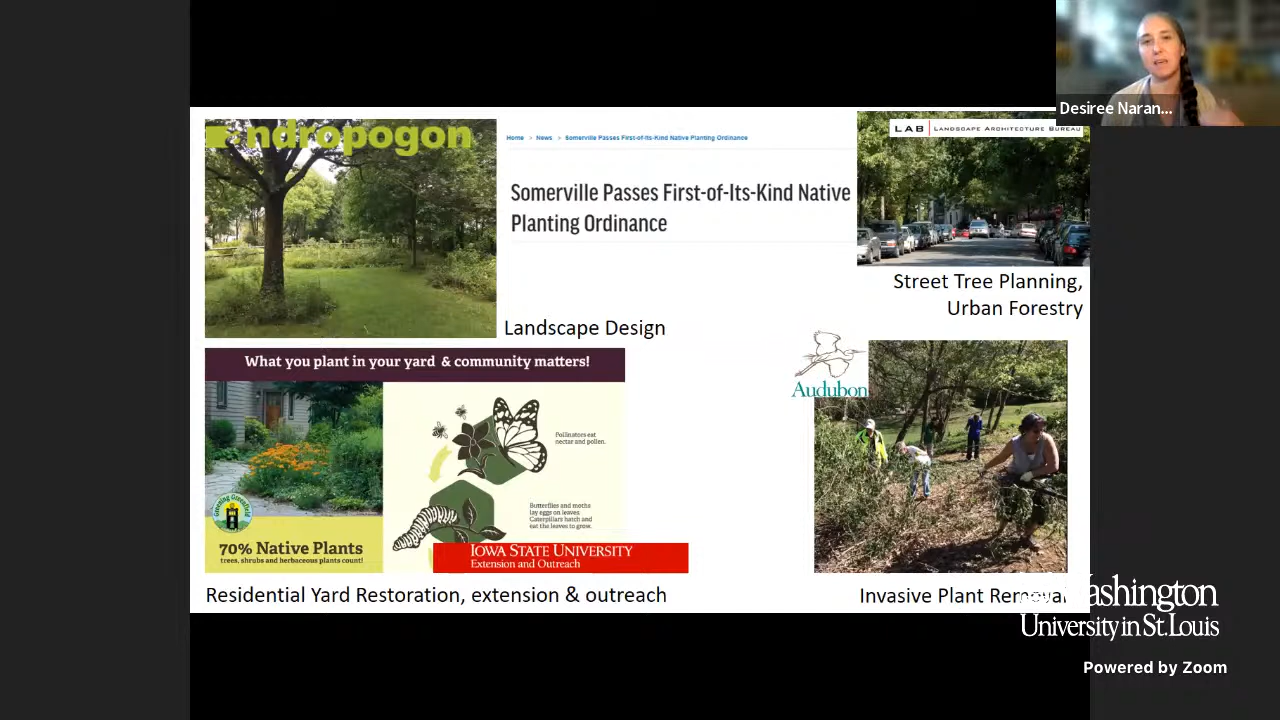 Desiree Naran...
ndropogon
Home > News > Somerville Passes First-of-Its-Kind Native Planting Ordinance
Somerville Passes First-of-Its-Kind Native
Planting Ordinance
LAB | LANDSCAPE ARCHITECTURE BUREAU
Street Tree Planning,
Urban Forestry
Landscape Design
What you plant in your yard & community matters!
Pollinators eat
nectar and pollen.
Butterflies and moths
lay eggs on leaves.
Caterpillars hatch and
eat the leaves to grow.
Greening Greenfield
70% Native Plants
trees, shrubs and herbaceous plants count!
IOWA STATE UNIVERSITY
Extension and Outreach
Residential Yard Restoration, extension & outreach
Audubon
Invasive Plant Removal
Washington
University in St. Louis
Powered by Zoom